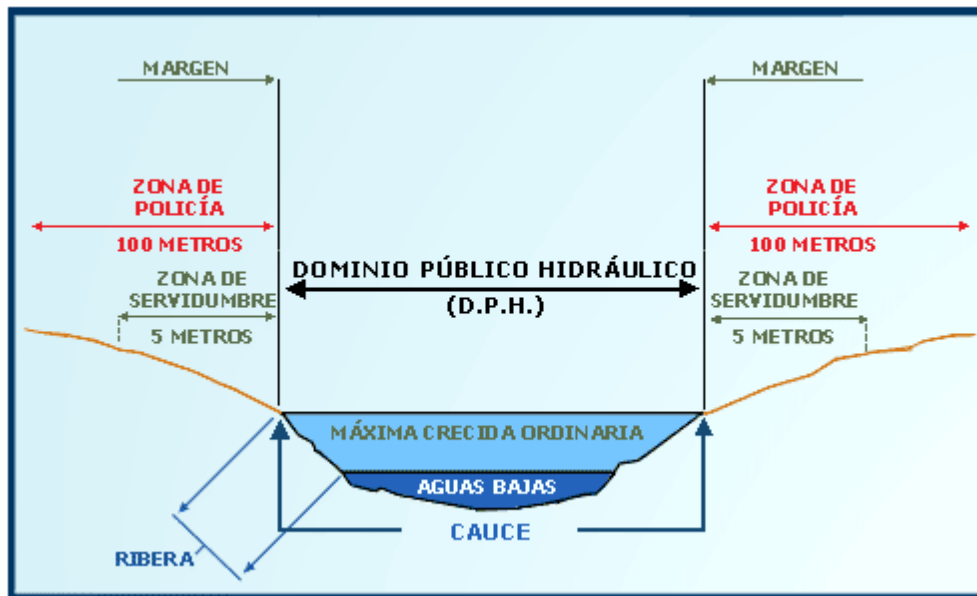 MARGEN
MARGEN
ZONA DE
POLICÍA
100 METROS
ZONA DE
POLICÍA
100 METROS
DOMINIO PÚBLICO HIDRÁULICO
(D.P.H.)
ZONA DE
SERVIDUMBRE
5 METROS
ZONA DE
SERVIDUMBRE
5 METROS
MÁXIMA CRECIDA ORDINARIA
AGUAS BAJAS
CAUCE
RIBERA